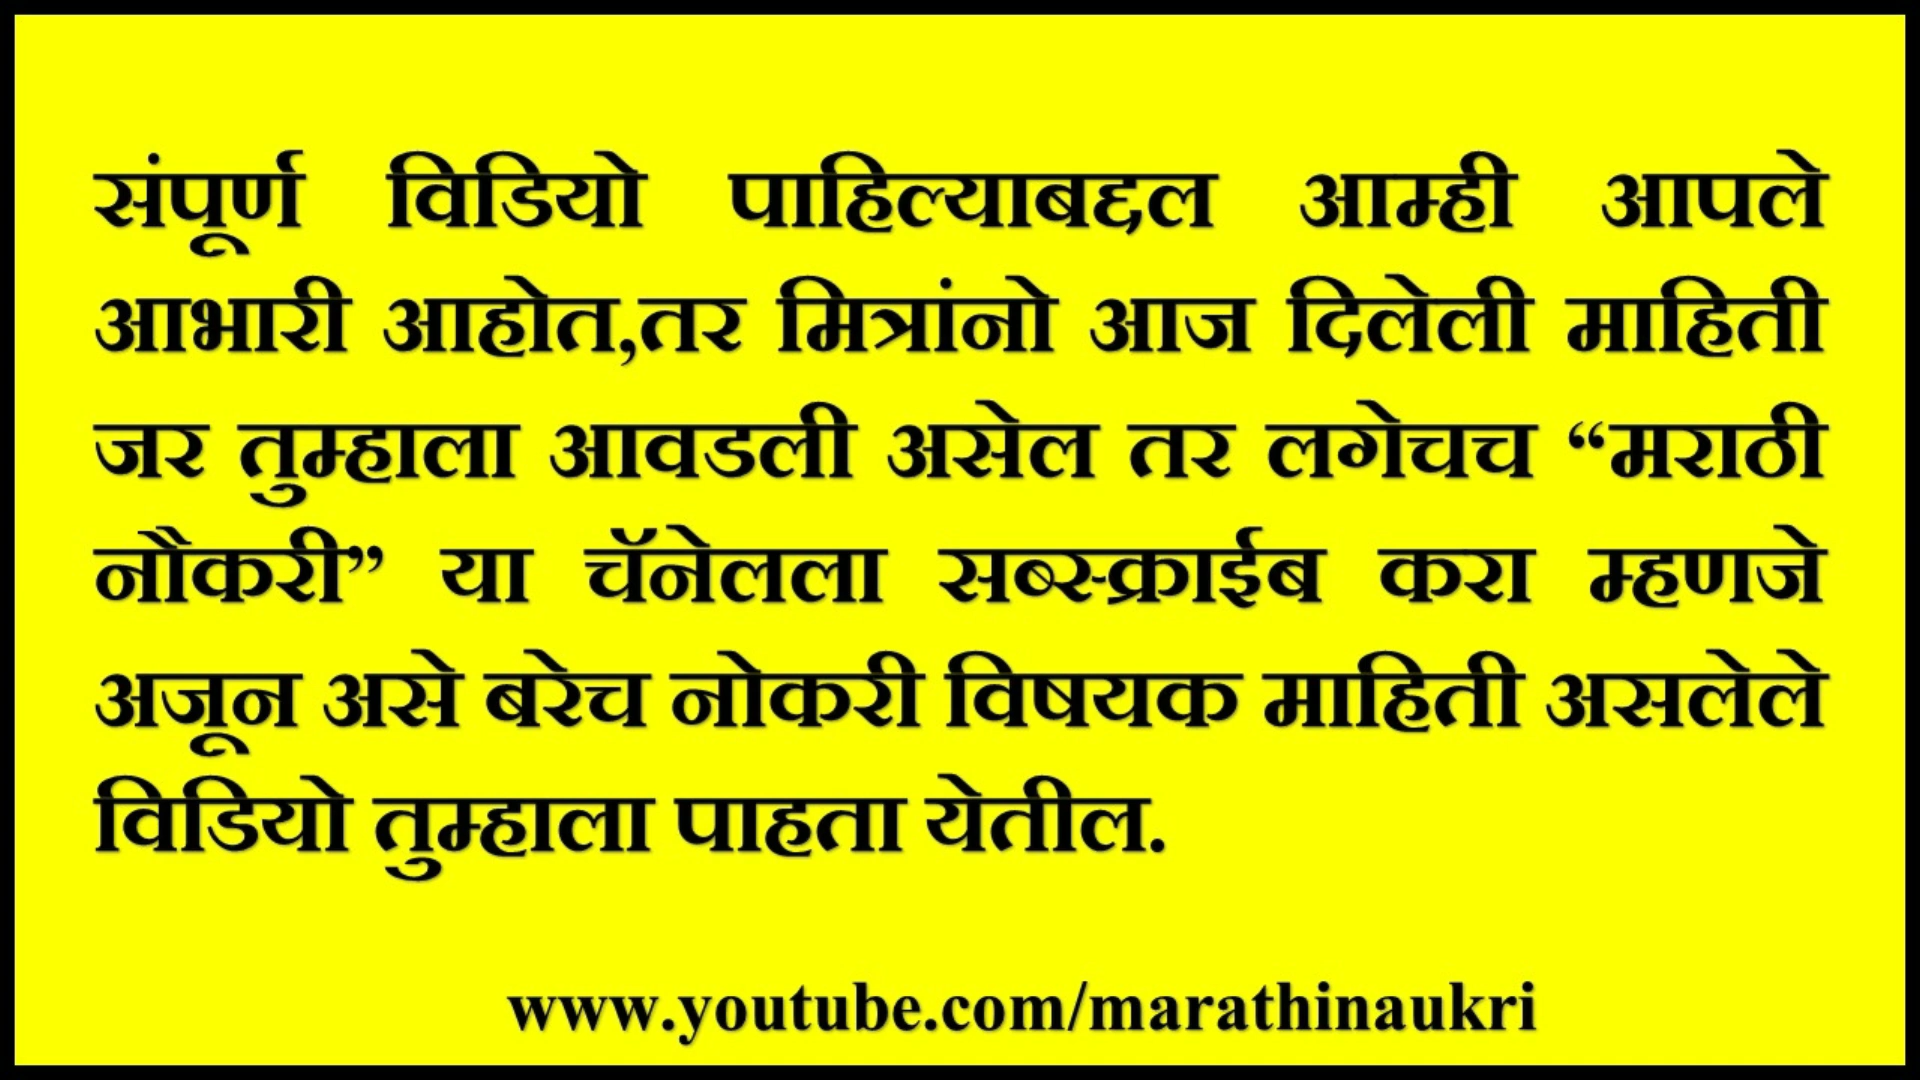 संपूर्ण विडियो पाहिल्याबद्दल आम्ही आपले
आभारी आहोत,तर मित्रांनो आज दिलेली माहिती
जर तुम्हाला आवडली असेल तर लगेचच “मराठी
नौकरी” या चॅनेलला सब्स्क्राईब करा म्हणजे
अजून असे बरेच नोकरी विषयक माहिती असलेले
विडियो तुम्हाला पाहता येतील.
www.youtube.com/marathinaukri